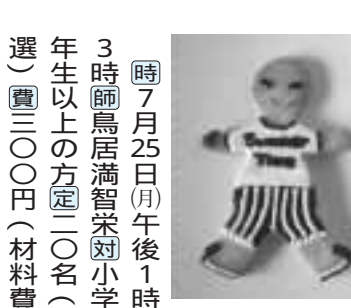 時7月25日㈪午後1時
3時師鳥居満智栄対小学
年生以上の方定二〇名（
選）費三〇〇円（材料費
Summer
Time